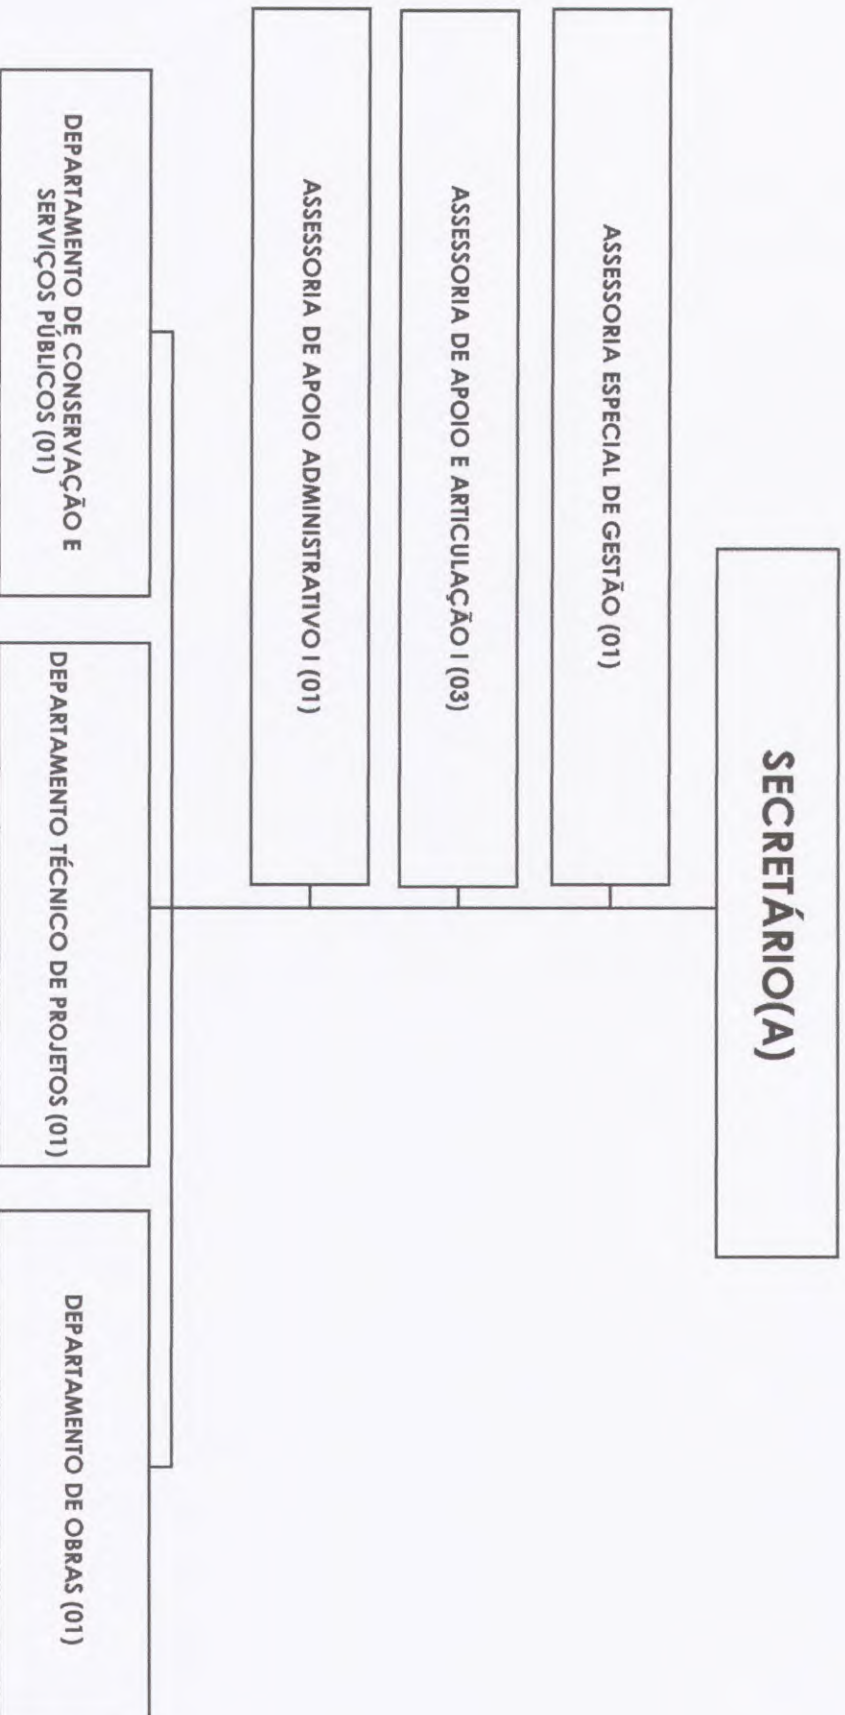 SECRETÁRIO(A)
ASSESSORIA ESPECIAL DE GESTÃO (01)
ASSESSORIA DE APOIO E ARTICULAÇÃO I (03)
ASSESSORIA DE APOIO ADMINISTRATIVO I (01)
DEPARTAMENTO DE CONSERVAÇÃO E
SERVIÇOS PÚBLICOS (01)
DEPARTAMENTO TÉCNICO DE PROJETOS (01)
DEPARTAMENTO DE OBRAS (01)